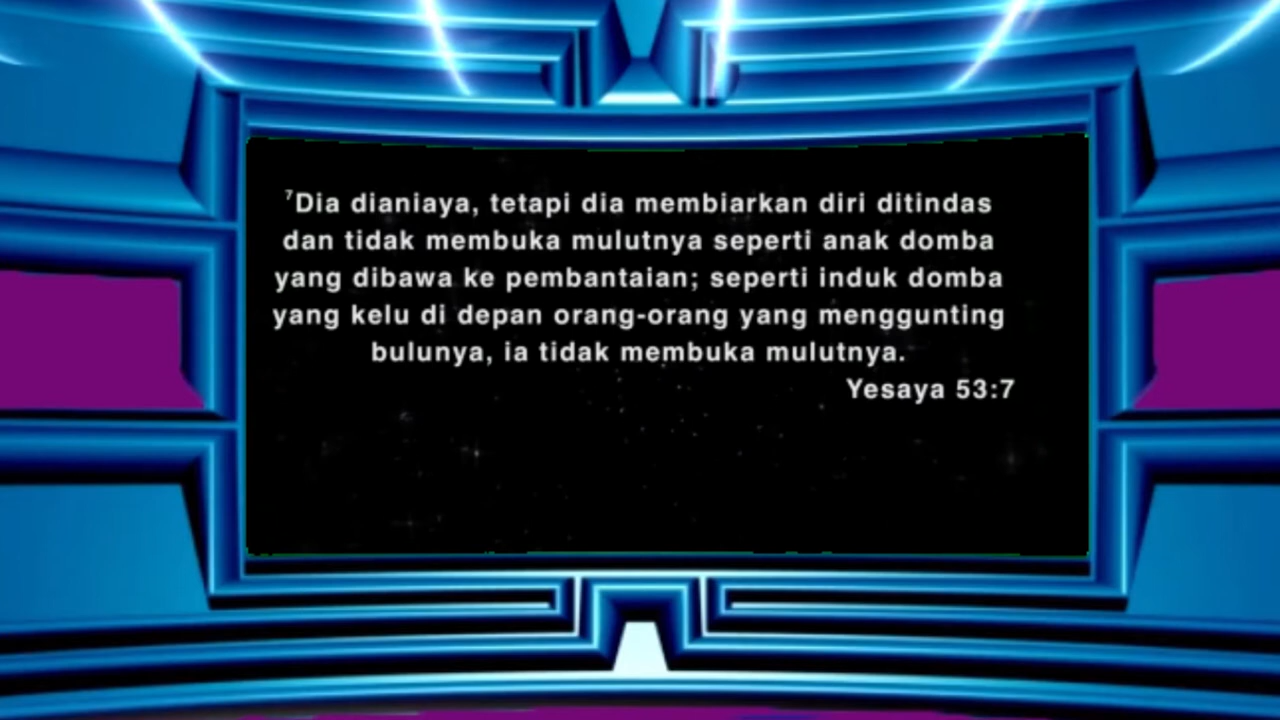 ⁷Dia dianiaya, tetapi dia membiarkan diri ditindas
dan tidak membuka mulutnya seperti anak domba
yang dibawa ke pembantaian; seperti induk domba
yang kelu di depan orang-orang yang menggunting
bulunya, ia tidak membuka mulutnya.
Yesaya 53:7